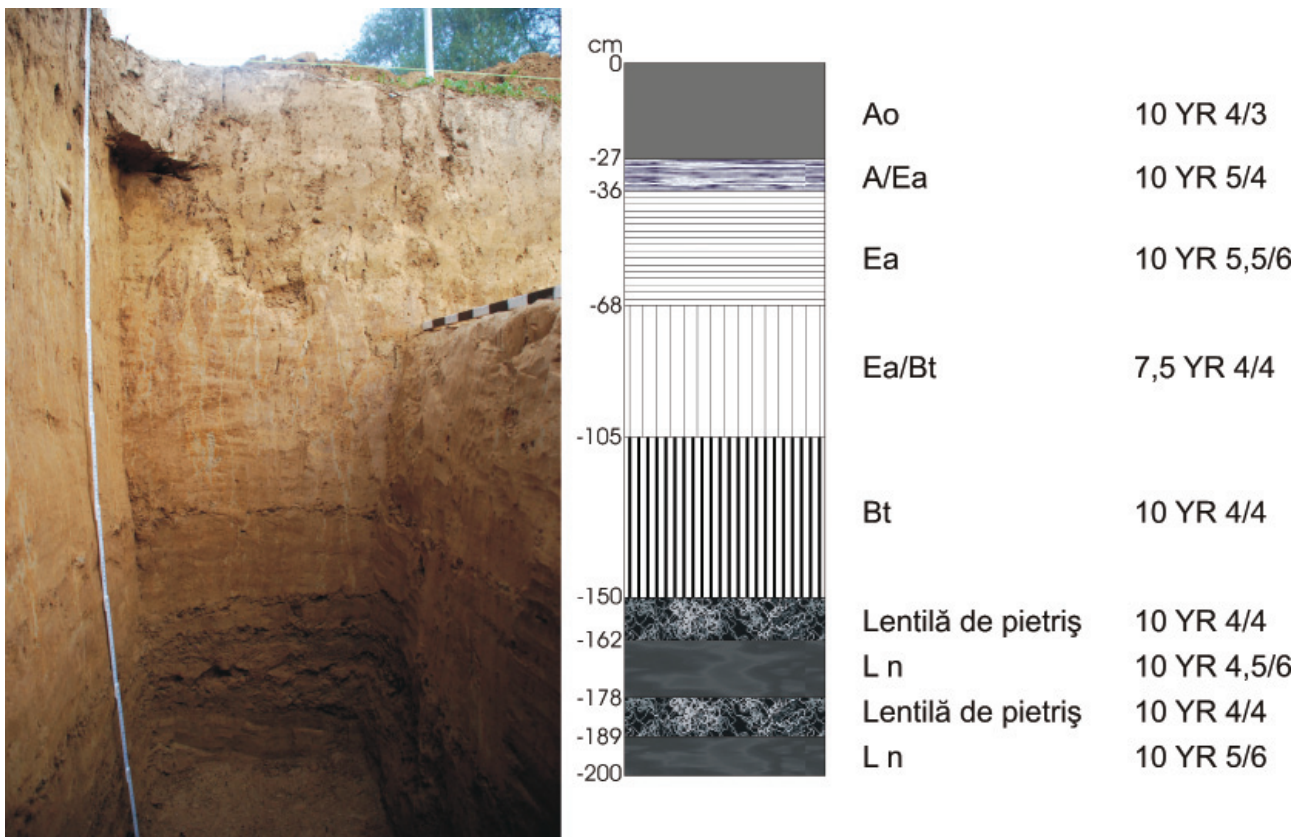 cm
0
Ao 10 YR 4/3
-27
A/Ea 10 YR 5/4
-36
Ea 10 YR 5,5/6
-68
Ea/Bt 7,5 YR 4/4
-105
Bt 10 YR 4/4
-150
Lentilă de pietriş 10 YR 4/4
-162
L n 10 YR 4,5/6
-178
Lentilă de pietriş 10 YR 4/4
-189
L n 10 YR 5/6
-200